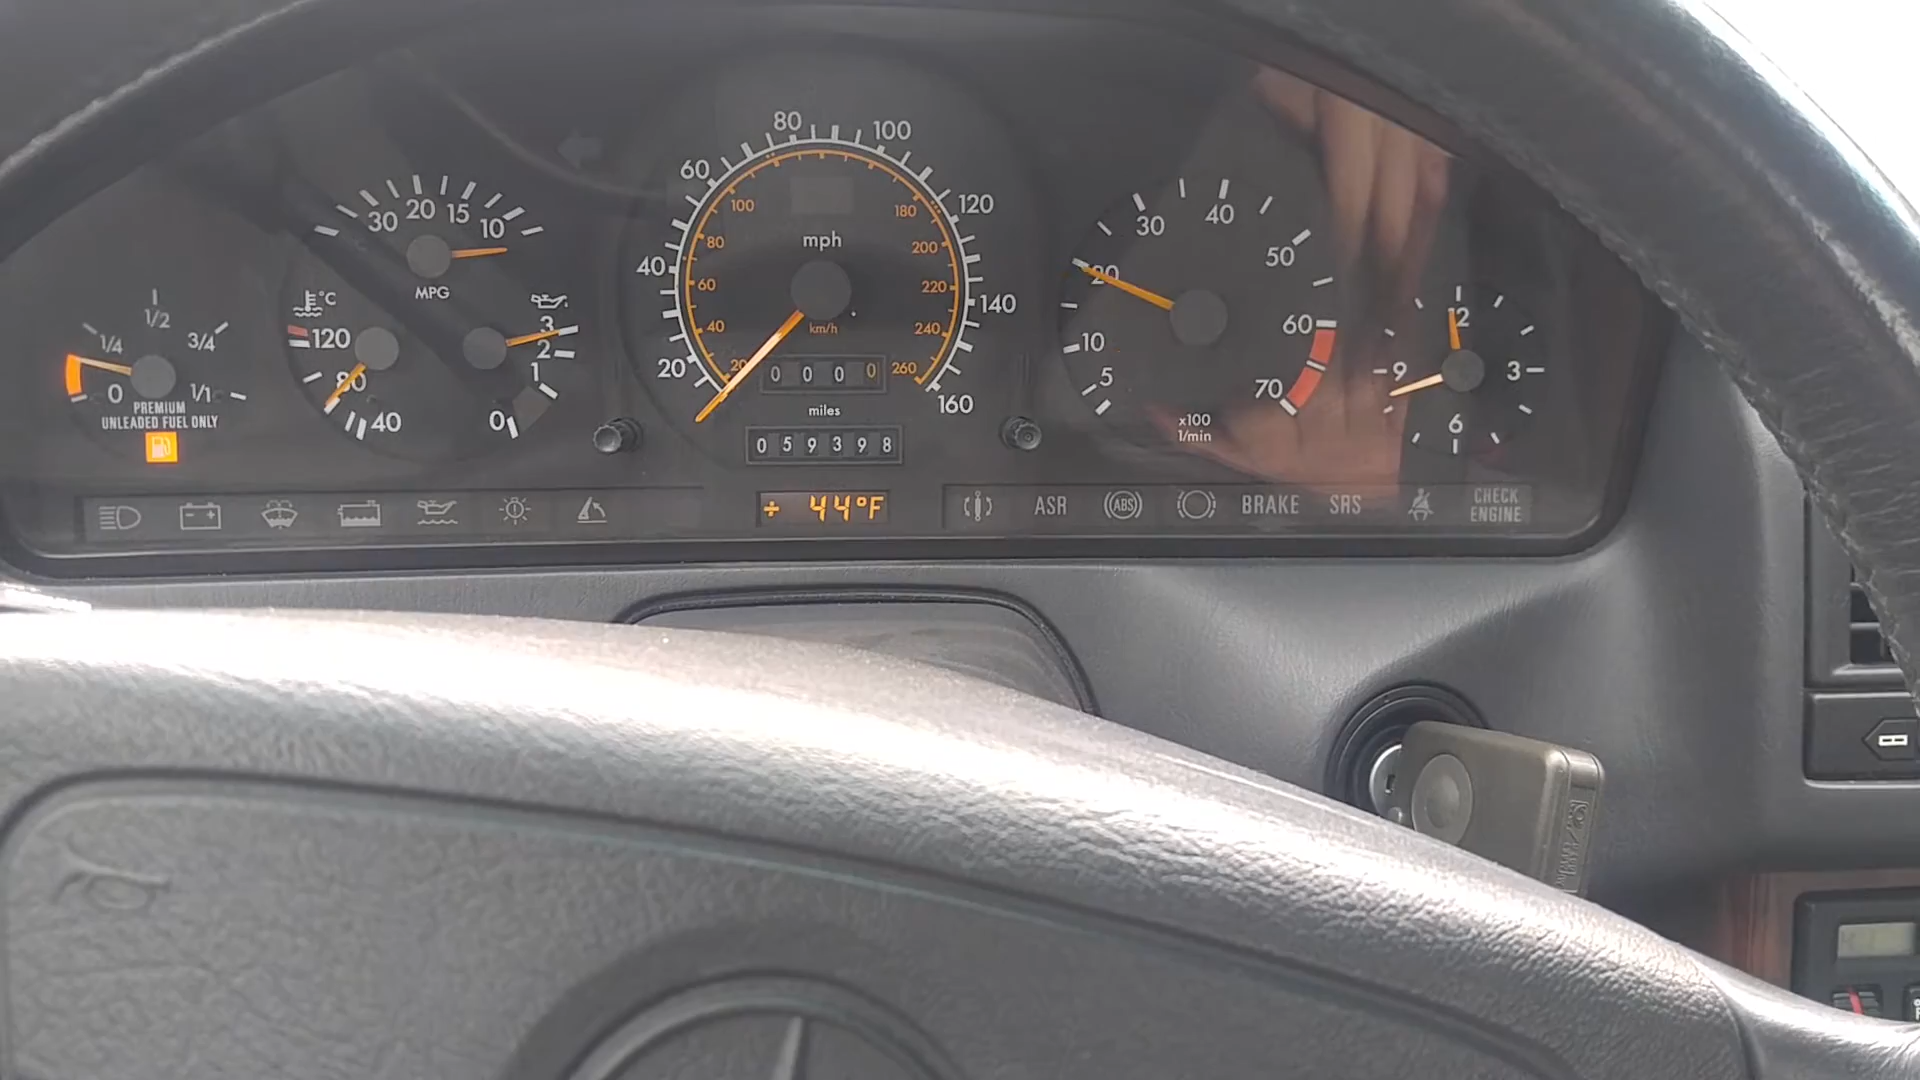 80
100
60
120
40
140
20
160
mph
100
180
80
200
60
220
40
240
20
260
km/h
0 0 0 0
miles
0 5 9 3 9 8
30 20 15 10
MPG
°C
120
80
40
3
2
1
0
1/2
1/4
3/4
0
1/1
PREMIUM
UNLEADED FUEL ONLY
5
10
20
30
40
50
60
70
x100
1/min
12
9
3
6
44°F
ASR
ABS
BRAKE
SRS
CHECK
ENGINE